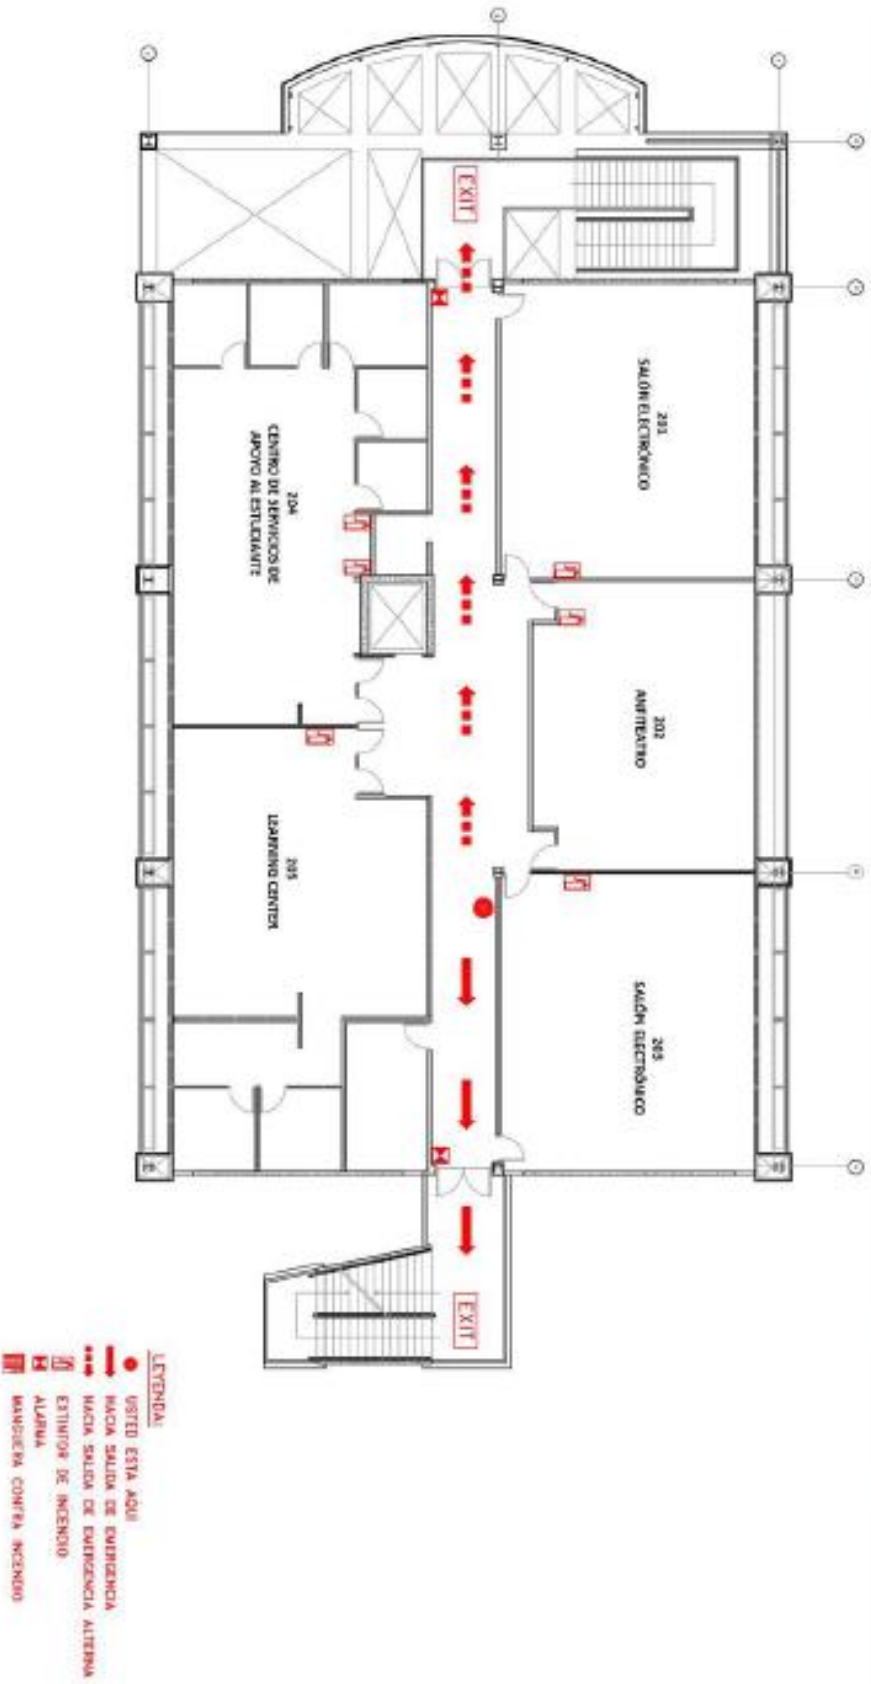 EXIT
201
SALÓN ELECTRÓNICO
202
ANFITEATRO
203
SALÓN ELECTRÓNICO
204
CENTRO DE SERVICIOS DE
APOYO AL ESTUDIANTE
205
LEARNING CENTER
EXIT
LEYENDA:
USTED ESTA AQUI
HACIA SALIDA DE EMERGENCIA
HACIA SALIDA DE EMERGENCIA ALTERNA
EXTINTOR DE INCENDIO
ALARMA
MANGUERA CONTRA INCENDIO